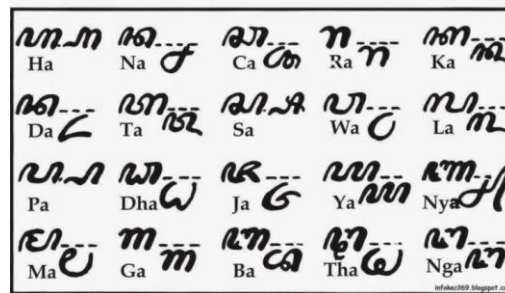 ꦲ ꧀ꦲ ꦤ ---꧀ꦤ ꦕ ---꧀ꦕ ꦫ ---꧀ꦫ ꦏ ---꧀ꦏ
Ha Na Ca Ra Ka
ꦢ ---꧀ꦢ ꦠ ---꧀ꦠ ꦱ ꧀ꦱ ꦮ ---꧀ꦮ ꦭ ---꧀ꦭ
Da Ta Sa Wa La
ꦥ ꧀ꦥ ꦝ ---꧀ꦝ ꦗ ---꧀ꦗ ꦪ ---꧀ꦪ ꦚ ---꧀ꦚ
Pa Dha Ja Ya Nya
ꦩ ---꧀ꦩ ꦒ ---꧀ꦒ ꦧ ---꧀ꦧ ꦛ ---꧀ꦛ ꦔ ---꧀ꦔ
Ma Ga Ba Tha Nga
infokecil69.blogspot.co